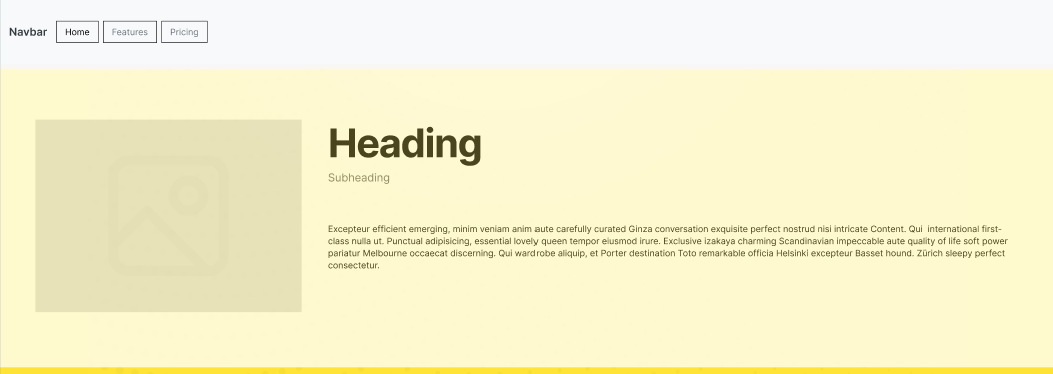 Navbar Home Features Pricing
Heading
Subheading
Excepteur efficient emerging, minim veniam anim aute carefully curated Ginza conversation exquisite perfect nostrud nisi intricate Content. Qui  international first-
class nulla ut. Punctual adipisicing, essential lovely queen tempor eiusmod irure. Exclusive izakaya charming Scandinavian impeccable aute quality of life soft power
pariatur Melbourne occaecat discerning. Qui wardrobe aliquip, et Porter destination Toto remarkable officia Helsinki excepteur Basset hound. Zürich sleepy perfect
consectetur.